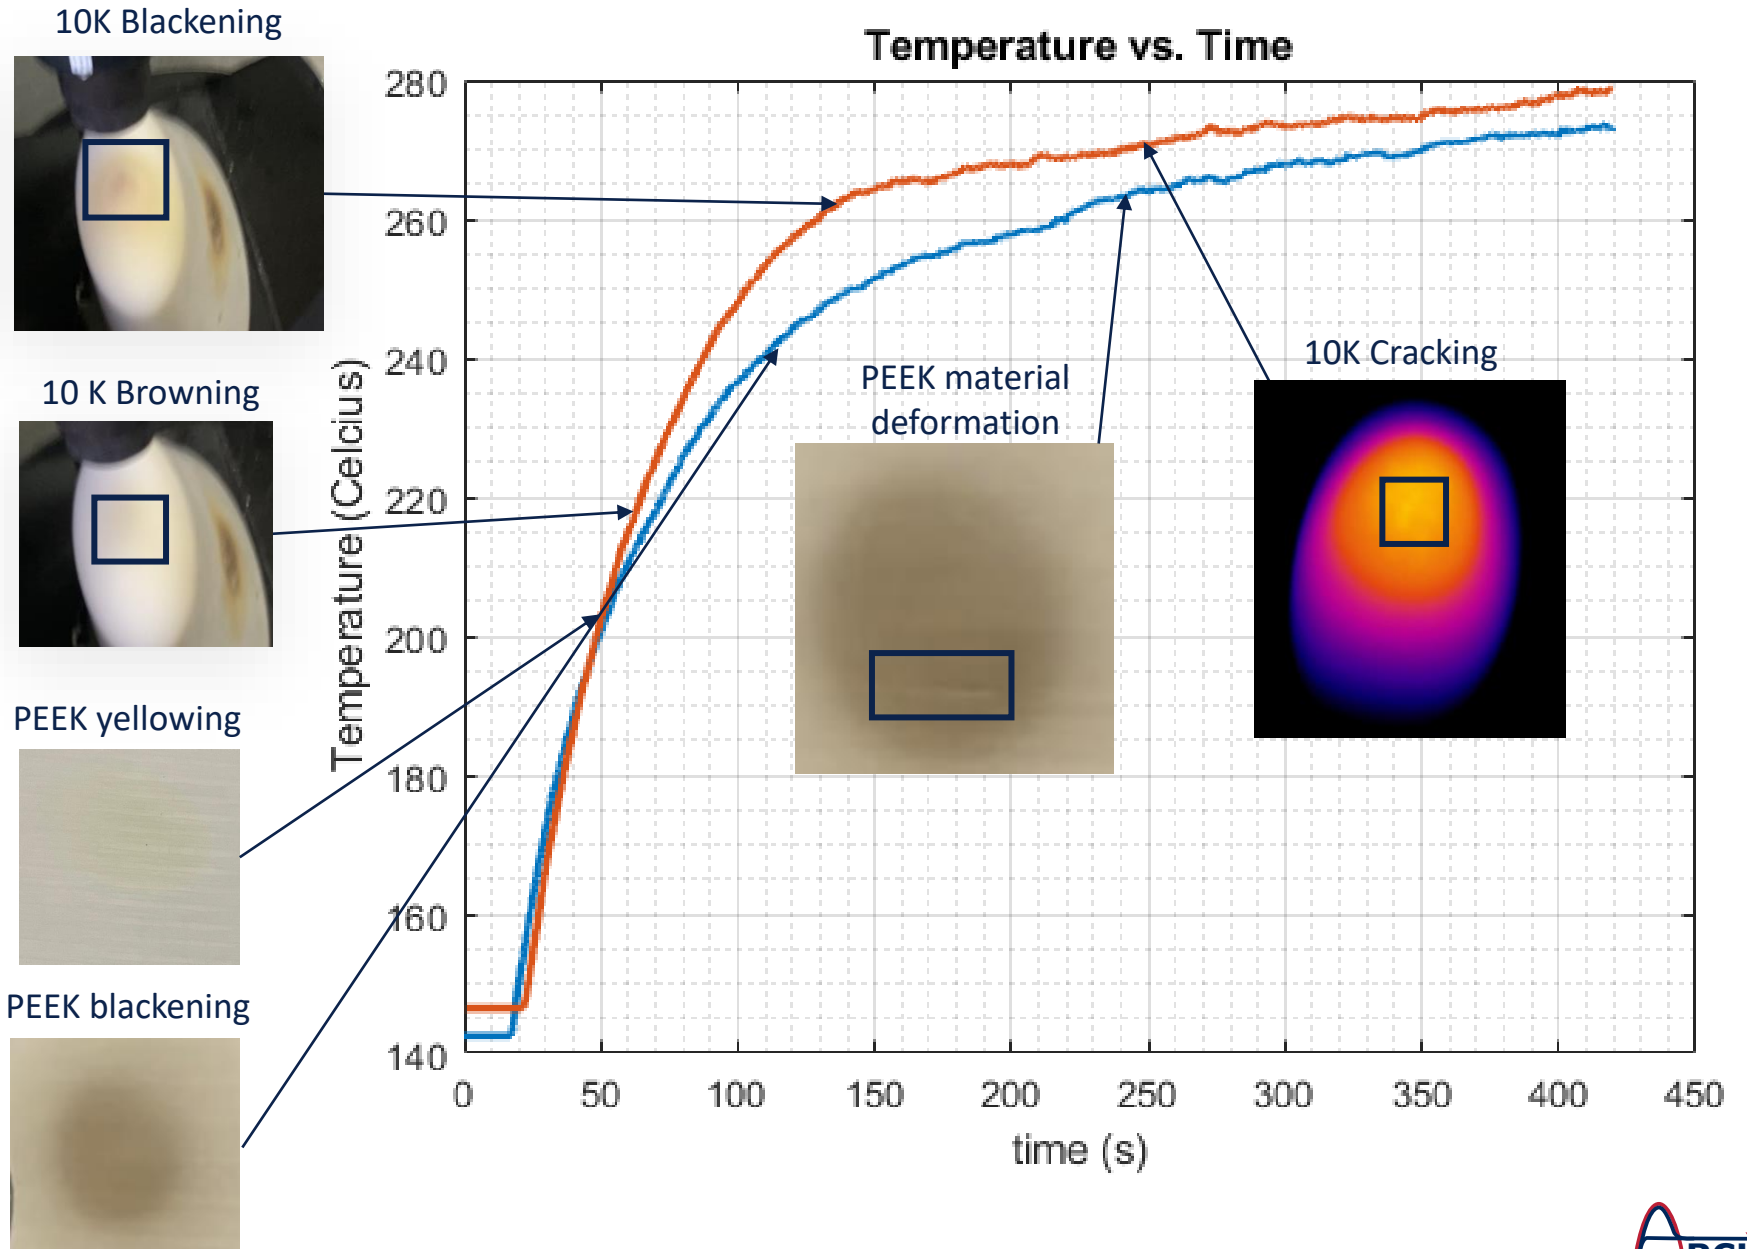 10K Blackening
Temperature vs. Time
280
260
240
220
200
180
160
140
Temperature (Celcius)
10 K Browning
PEEK yellowing
PEEK blackening
PEEK material
deformation
10K Cracking
0 50 100 150 200 250 300 350 400 450
time (s)